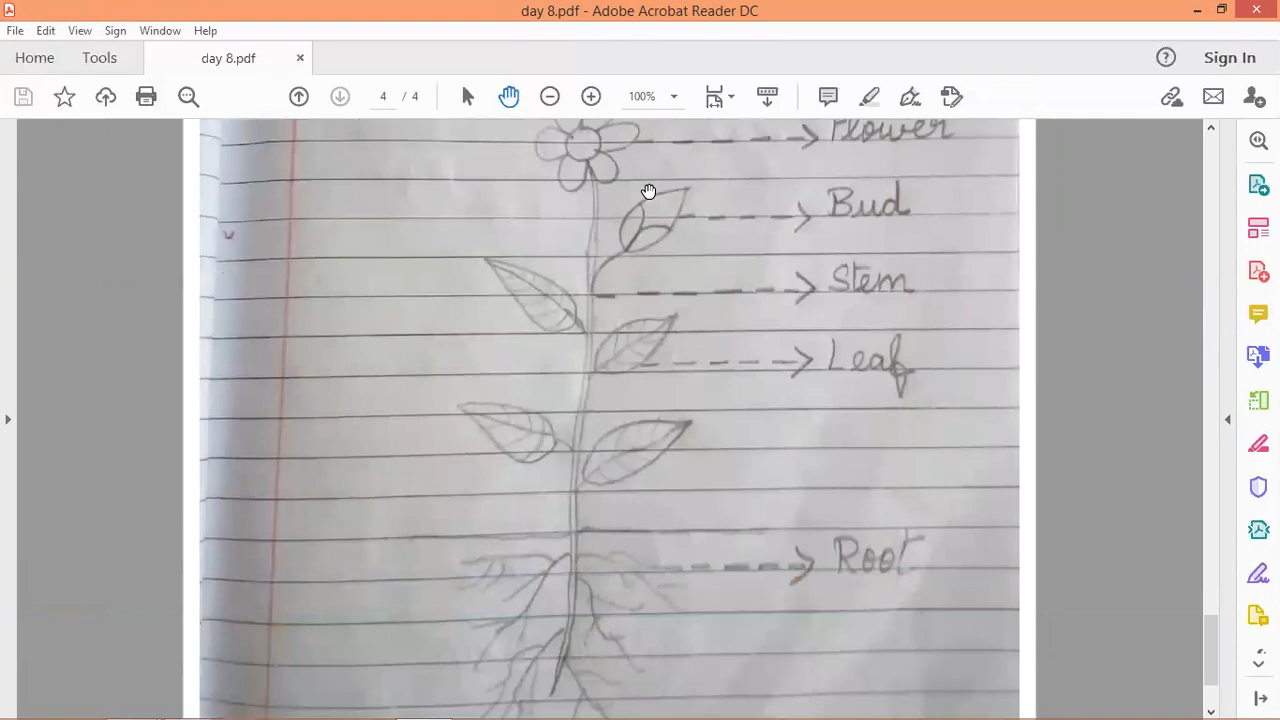 day 8.pdf - Adobe Acrobat Reader DC
File Edit View Sign Window Help
Home Tools day 8.pdf × ? Sign In
4 / 4 100%
Flower
Bud
Stem
Leaf
Root